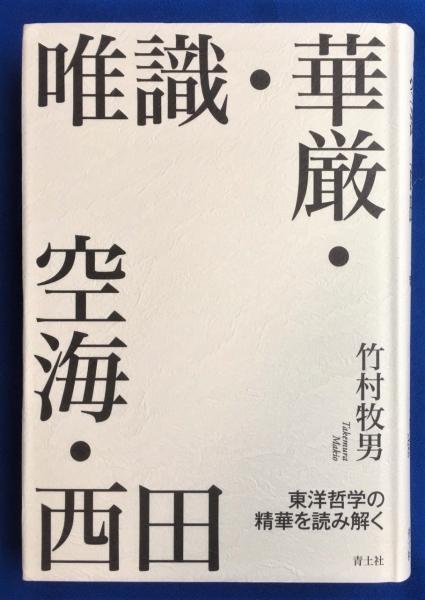 唯識・華厳・
空海・西田
竹村牧男
Takemura
Makio
東洋哲学の
精華を読み解く
青土社